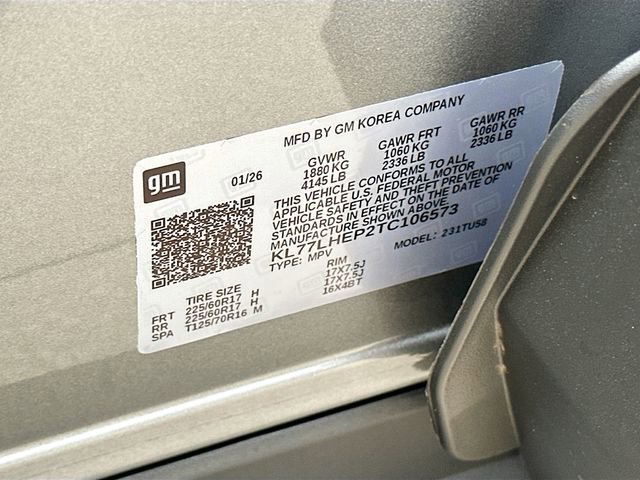 MFD BY GM KOREA COMPANY
gm
01/26
GVWR GAWR FRT GAWR RR
1880 KG 1060 KG 1060 KG
4145 LB 2336 LB 2336 LB
THIS VEHICLE CONFORMS TO ALL
APPLICABLE U.S. FEDERAL MOTOR
VEHICLE SAFETY AND THEFT PREVENTION
STANDARDS IN EFFECT ON THE DATE OF
MANUFACTURE SHOWN ABOVE.
KL77LHEP2TC106573
TYPE: MPV MODEL: 231TU58
TIRE SIZE RIM
FRT 225/60R17 H 17X7.5J
RR 225/60R17 H 17X7.5J
SPA T125/70R16 M 16X4BT